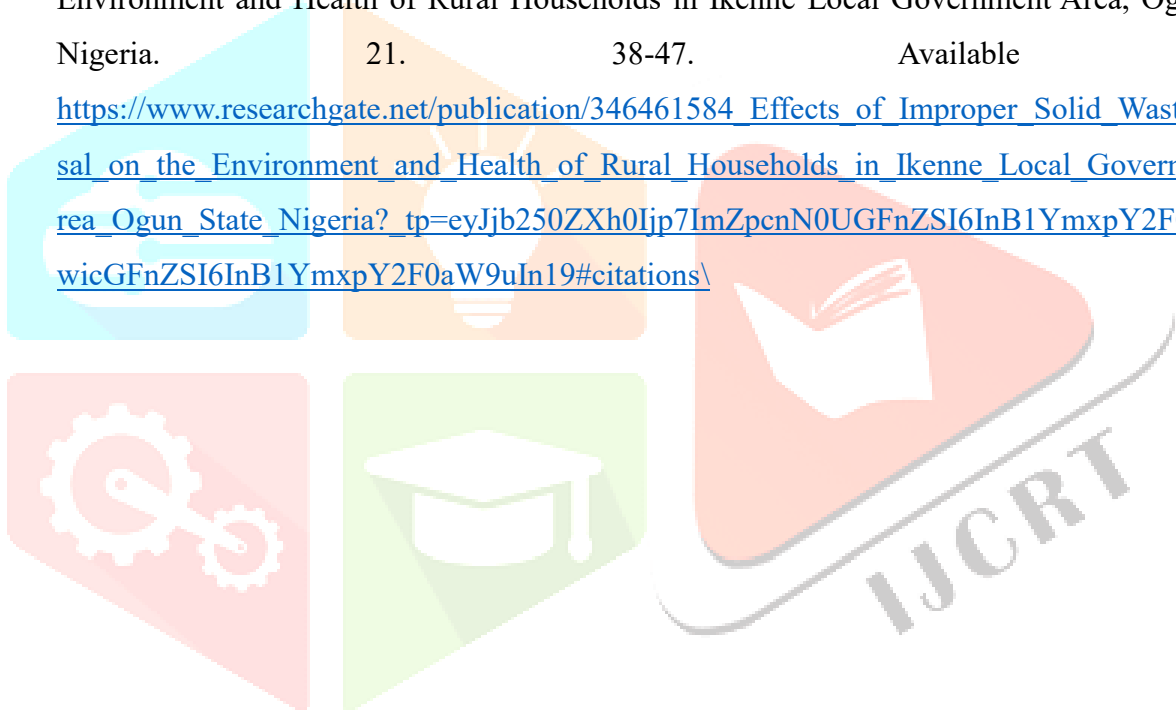 Environment and Health of Rural Households in Ikenne Local Government Area, Og
Nigeria. 21. 38-47. Available
https://www.researchgate.net/publication/346461584_Effects_of_Improper_Solid_Wast
sal_on_the_Environment_and_Health_of_Rural_Households_in_Ikenne_Local_Govern
rea_Ogun_State_Nigeria?_tp=eyJjb250ZXh0Ijp7ImZpcnN0UGFnZSI6InB1YmxpY2F
wicGFnZSI6InB1YmxpY2F0aW9uIn19#citations\
IJCRT